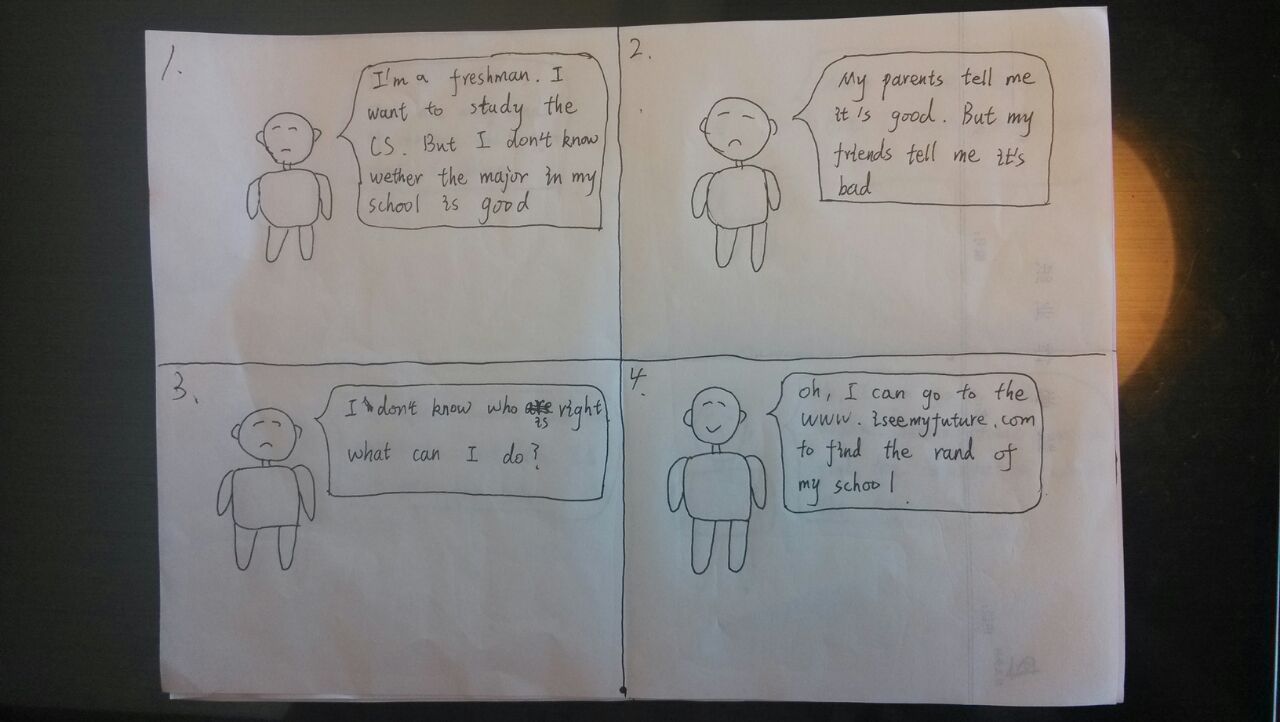 1.
I'm a freshman. I
want to study the
CS. But I don't know
wether the major in my
school is good
2.
My parents tell me
it's good. But my
friends tell me it's
bad
3.
I don't know who is right
what can I do?
4.
oh, I can go to the
www.iseemyfuture.com
to find the rand of
my school.